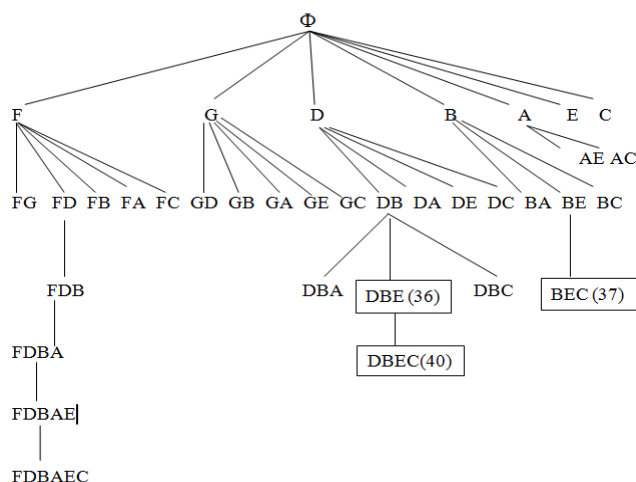 Φ
F G D B A E C
AE AC
FG FD FB FA FC GD GB GA GE GC DB DA DE DC BA BE BC
FDB DBA DBE (36) DBC BEC (37)
FDBA DBEC(40)
FDBAE
FDBAEC